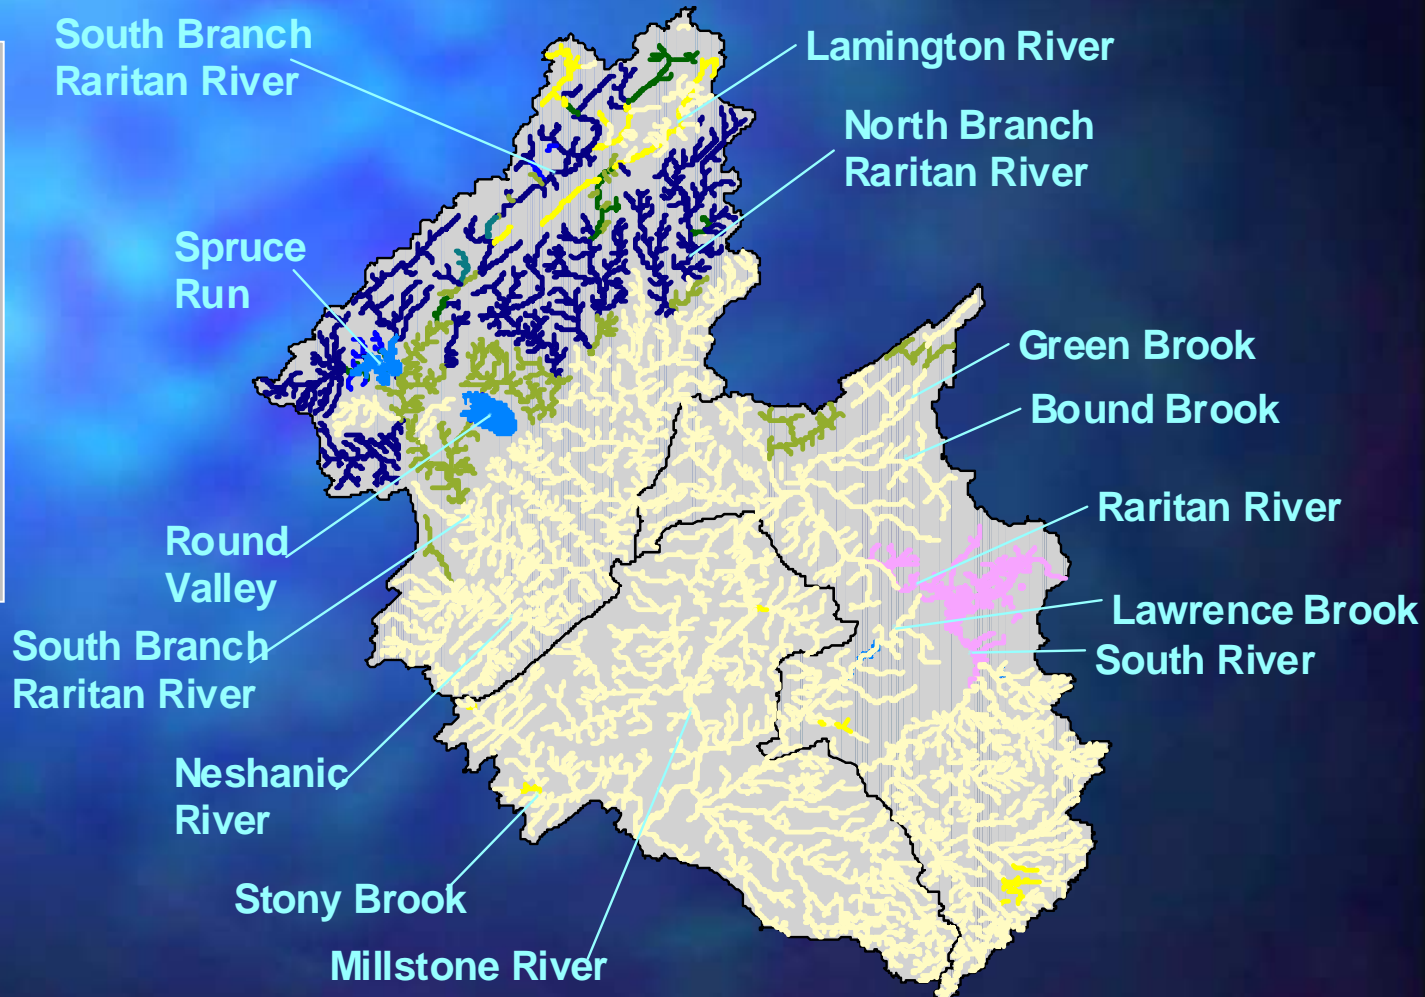 South Branch
Raritan River
Lamington River
North Branch
Raritan River
Spruce
Run
Green Brook
Bound Brook
Raritan River
Round
Valley
Lawrence Brook
South River
South Branch
Raritan River
Neshanic
River
Stony Brook
Millstone River